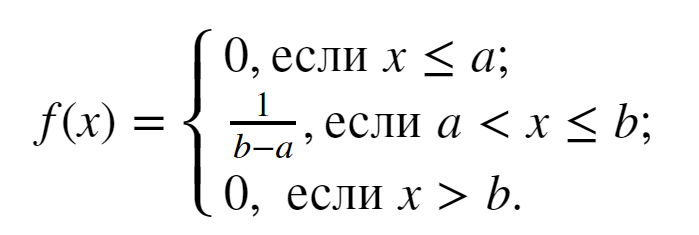 0, если x ≤ a;
f(x) = { 1/(b−a), если a < x ≤ b;
0, если x > b.